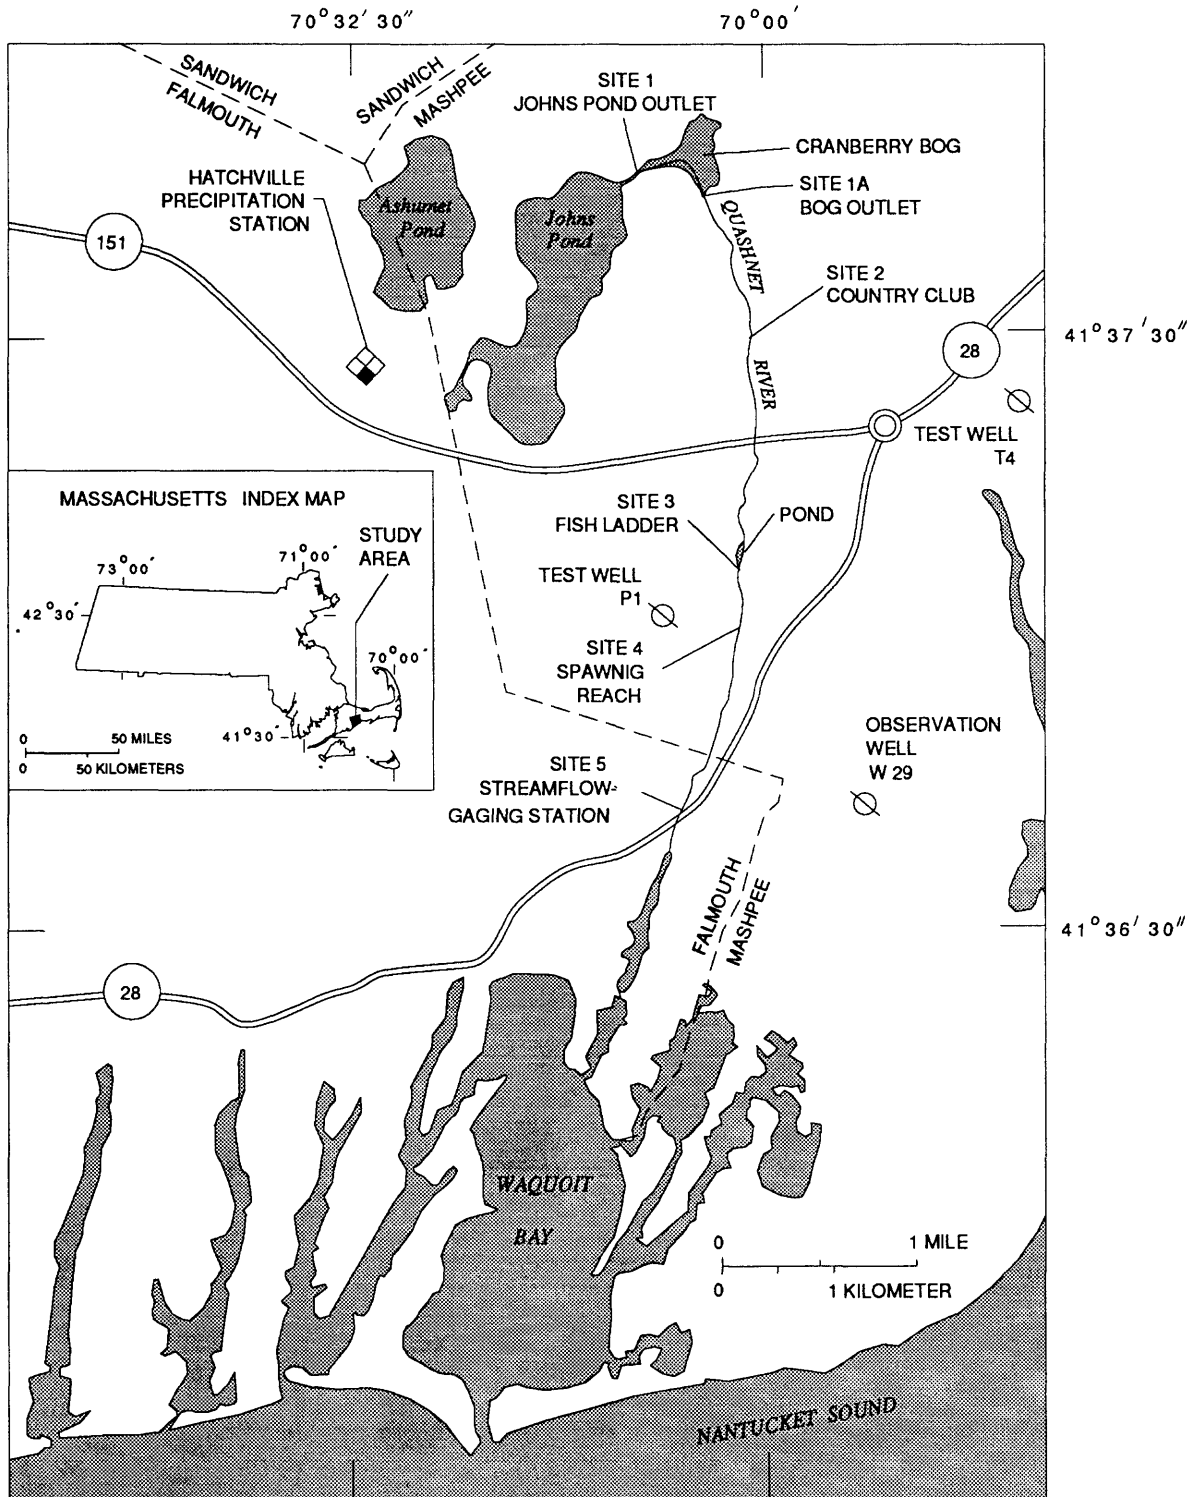 70° 32′ 30″
70° 00′
SANDWICH
FALMOUTH
SANDWICH
MASHPEE
SITE 1
JOHNS POND OUTLET
CRANBERRY BOG
SITE 1A
BOG OUTLET
HATCHVILLE
PRECIPITATION
STATION
Ashumet
Pond
Johns
Pond
QUASHNET
RIVER
151
SITE 2
COUNTRY CLUB
41° 37′ 30″
28
TEST WELL
T4
MASSACHUSETTS INDEX MAP
STUDY
AREA
73° 00′
71° 00′
42° 30′
70° 00′
41° 30′
0 50 MILES
0 50 KILOMETERS
SITE 3
FISH LADDER
POND
TEST WELL
P1
SITE 4
SPAWNIG
REACH
OBSERVATION
WELL
W 29
SITE 5
STREAMFLOW-
GAGING STATION
FALMOUTH
MASHPEE
41° 36′ 30″
28
WAQUOIT
BAY
0 1 MILE
0 1 KILOMETER
NANTUCKET SOUND